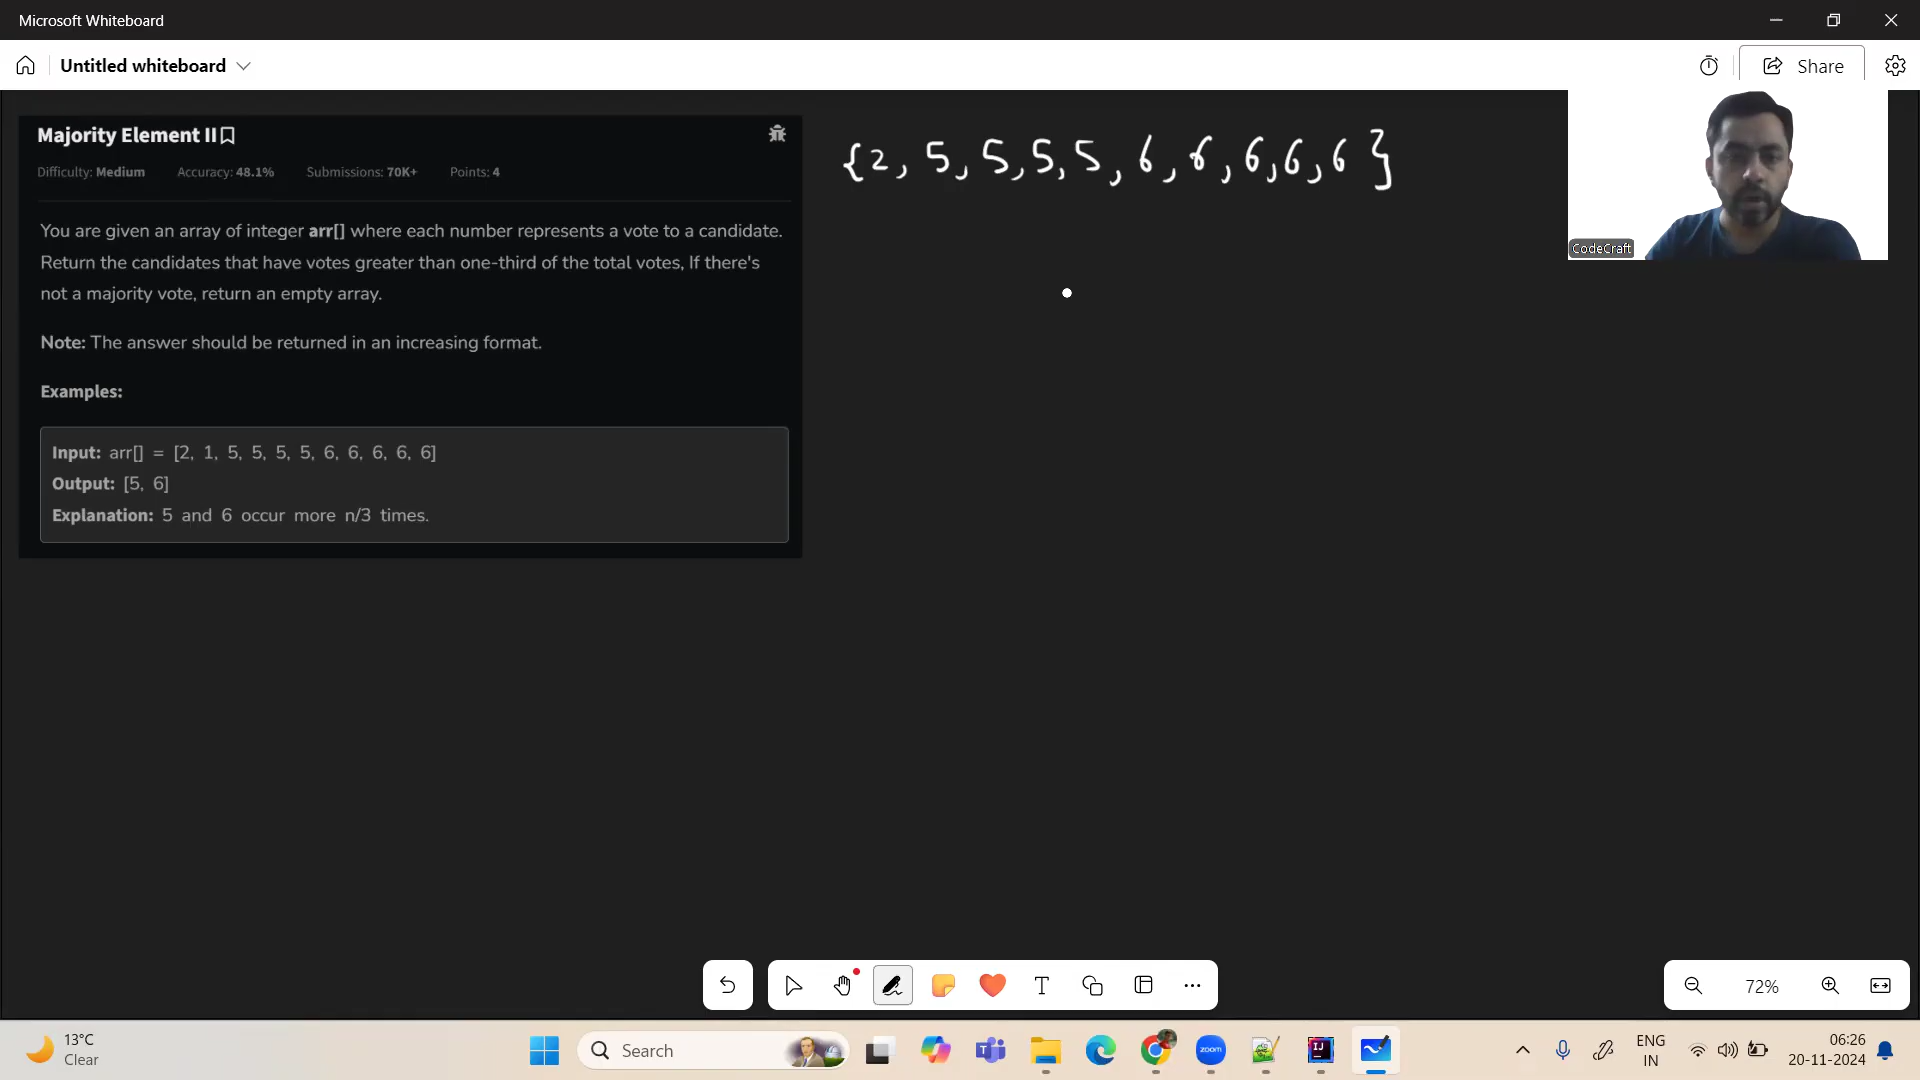 Microsoft Whiteboard
Untitled whiteboard
Share
Majority Element II
Difficulty: Medium Accuracy: 48.1% Submissions: 70K+ Points: 4
You are given an array of integer arr[] where each number represents a vote to a candidate.
Return the candidates that have votes greater than one-third of the total votes, If there's
not a majority vote, return an empty array.
Note: The answer should be returned in an increasing format.
Examples:
Input: arr[] = [2, 1, 5, 5, 5, 5, 6, 6, 6, 6, 6]
Output: [5, 6]
Explanation: 5 and 6 occur more n/3 times.
{2, 5, 5, 5, 5, 6, 6, 6, 6, 6 }
CodeCraft
T
72%
13°C
Clear
Search
zoom
IJ
ENG
IN
06:26
20-11-2024